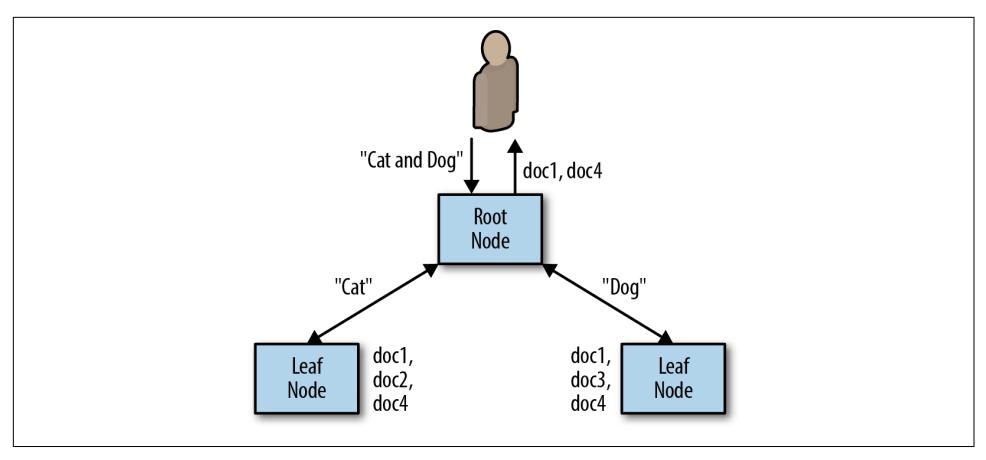 "Cat and Dog"
doc1, doc4
Root
Node
"Cat"
"Dog"
Leaf
Node
doc1,
doc2,
doc4
doc1,
doc3,
doc4
Leaf
Node